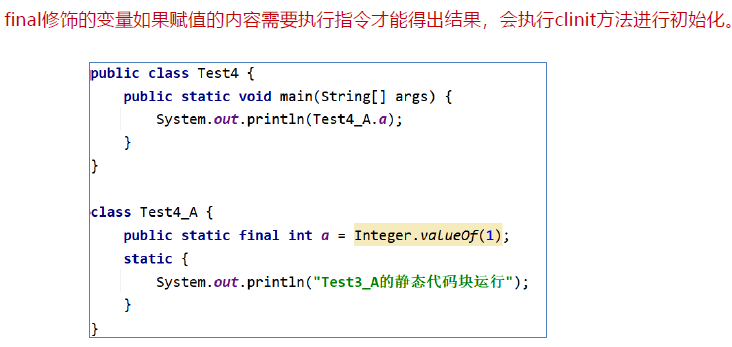 final修饰的变量如果赋值的内容需要执行指令才能得出结果，会执行clinit方法进行初始化。
public class Test4 {
    public static void main(String[] args) {
        System.out.println(Test4_A.a);
    }
}
class Test4_A {
    public static final int a = Integer.valueOf(1);
    static {
        System.out.println("Test3_A的静态代码块运行");
    }
}